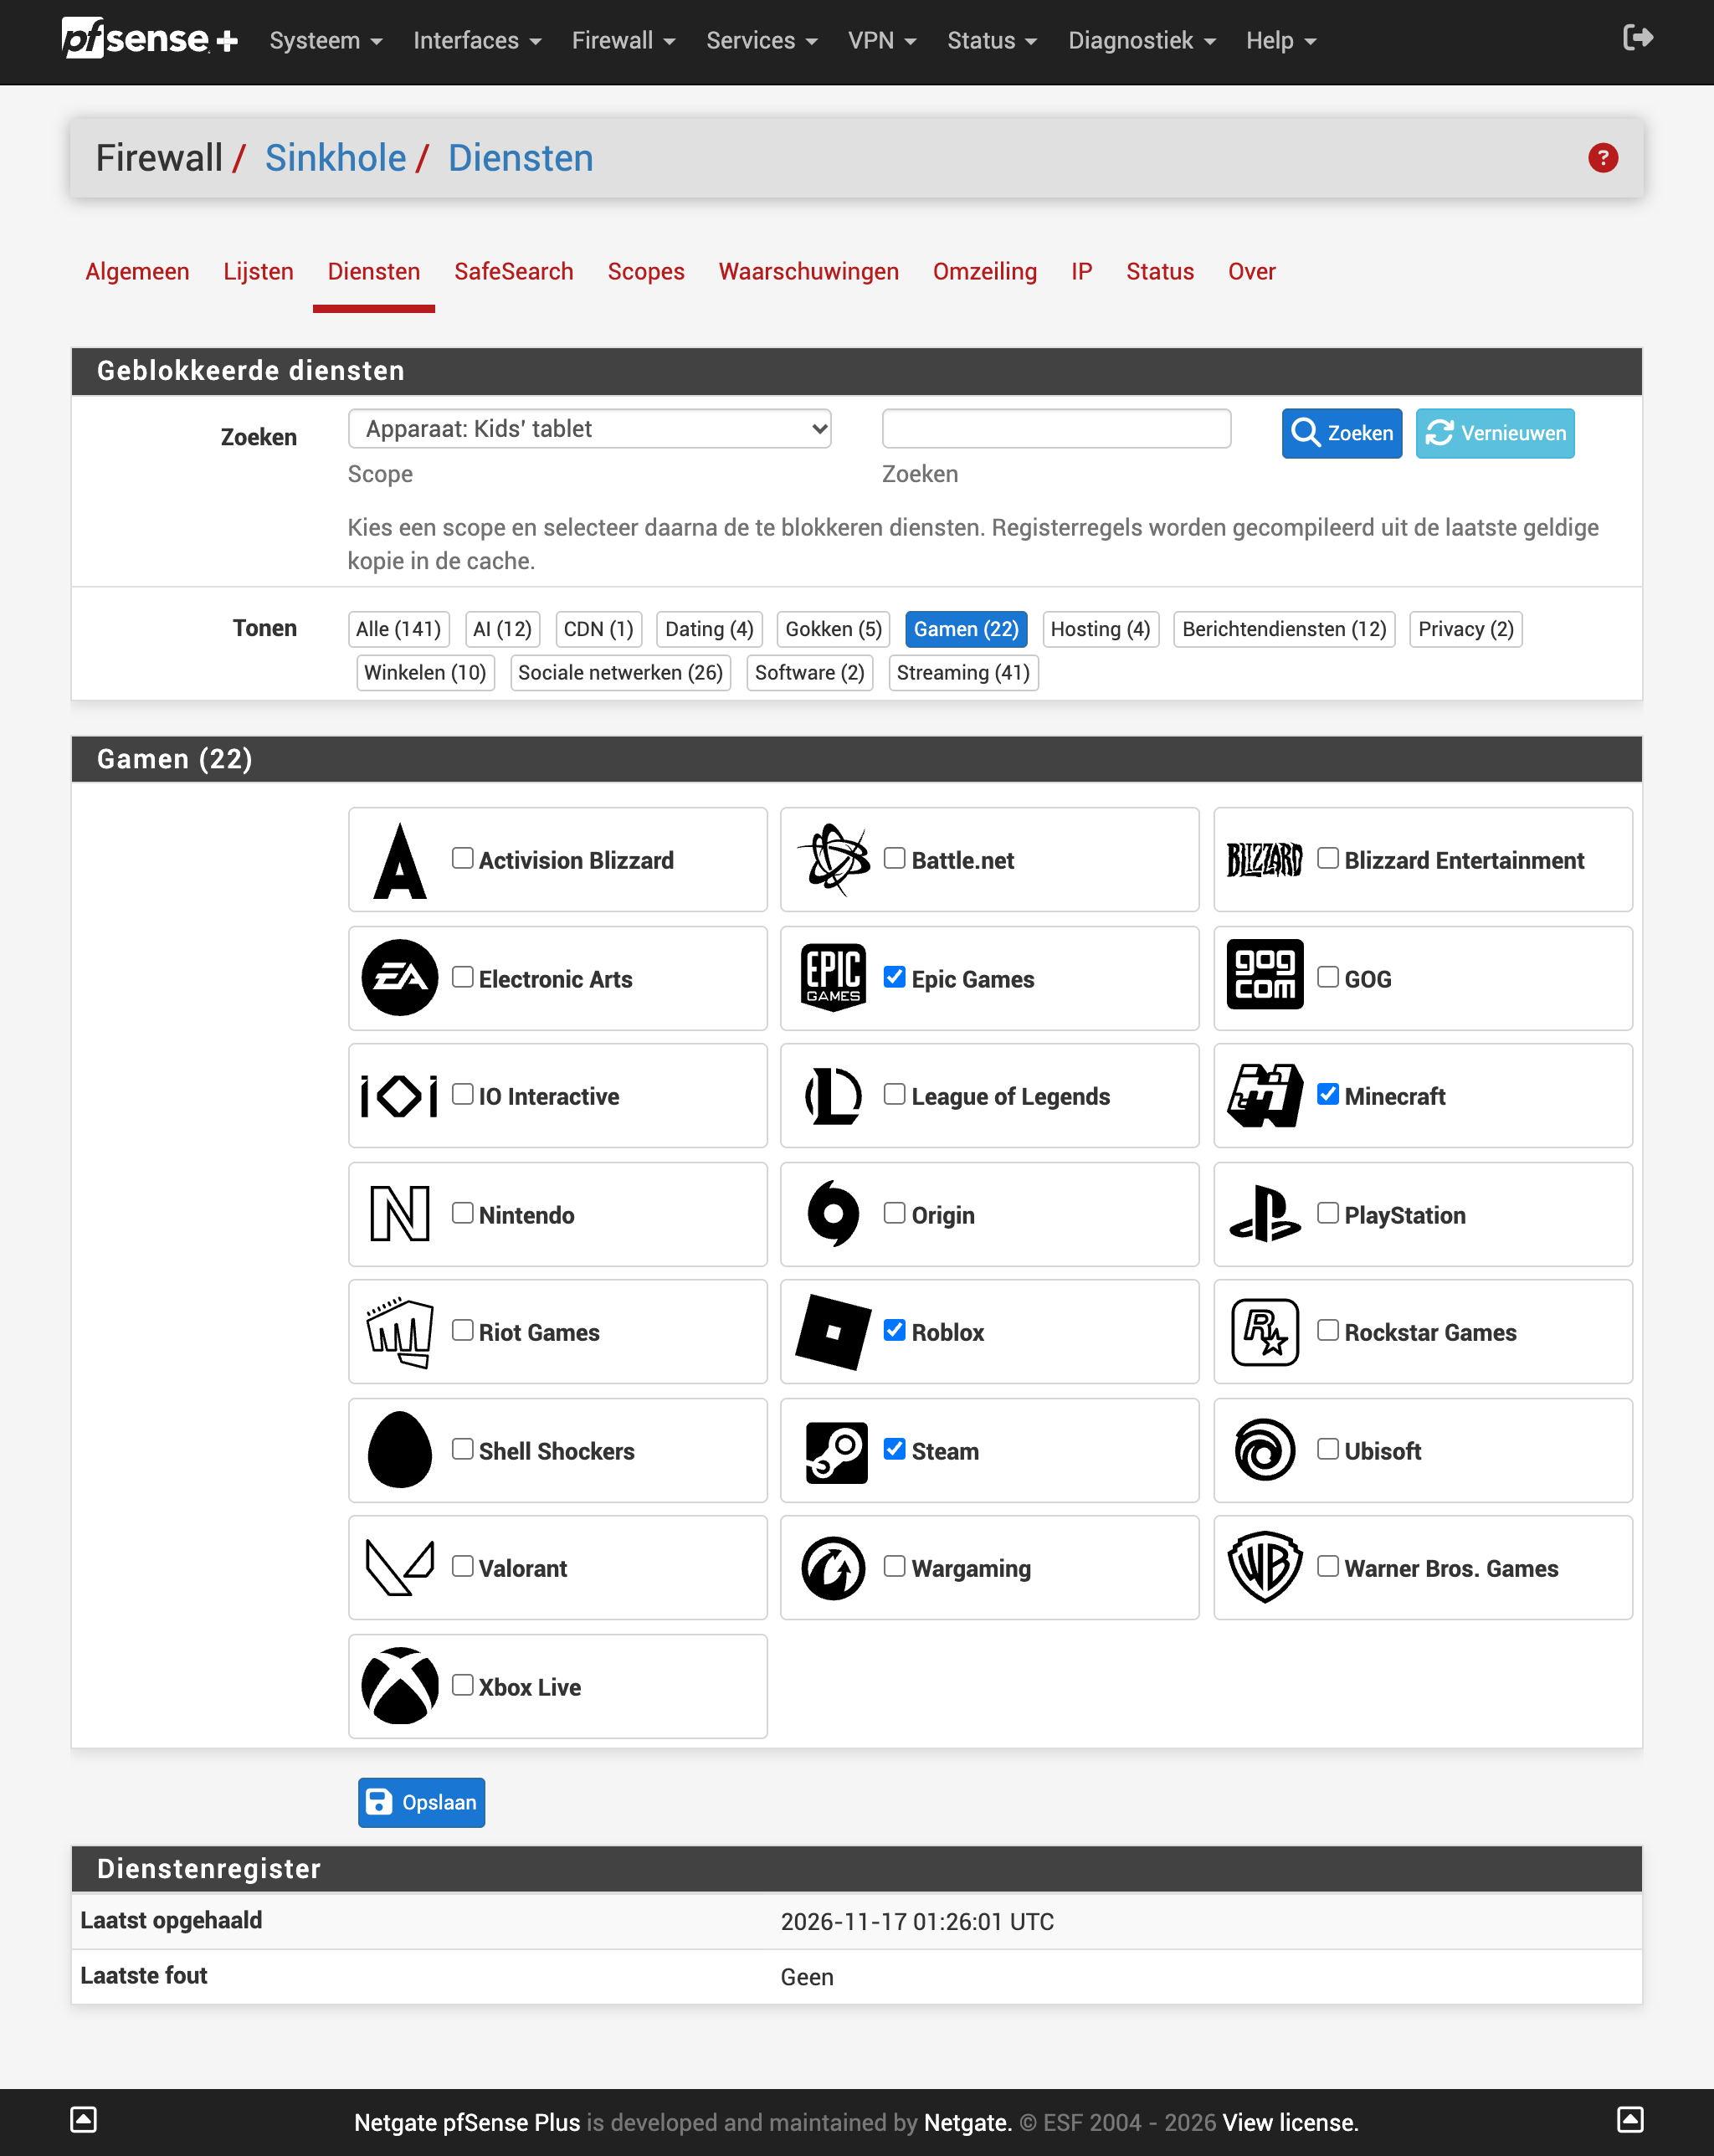 pfsense +
Systeem
Interfaces
Firewall
Services
VPN
Status
Diagnostiek
Help
Firewall / Sinkhole / Diensten
?
Algemeen
Lijsten
Diensten
SafeSearch
Scopes
Waarschuwingen
Omzeiling
IP
Status
Over
Geblokkeerde diensten
Zoeken
Apparaat: Kids' tablet
Zoeken
Vernieuwen
Scope
Zoeken
Kies een scope en selecteer daarna de te blokkeren diensten. Registerregels worden gecompileerd uit de laatste geldige
kopie in de cache.
Tonen
Alle (141)
AI (12)
CDN (1)
Dating (4)
Gokken (5)
Gamen (22)
Hosting (4)
Berichtendiensten (12)
Privacy (2)
Winkelen (10)
Sociale netwerken (26)
Software (2)
Streaming (41)
Gamen (22)
Activision Blizzard
Battle.net
BLIZZARD
Blizzard Entertainment
EA
Electronic Arts
EPIC
GAMES
Epic Games
gog
com
GOG
IOI
IO Interactive
League of Legends
Minecraft
Nintendo
Origin
PlayStation
Riot Games
Roblox
R
Rockstar Games
Shell Shockers
Steam
Ubisoft
Valorant
Wargaming
WB
Warner Bros. Games
Xbox Live
Opslaan
Dienstenregister
Laatst opgehaald
2026-11-17 01:26:01 UTC
Laatste fout
Geen
Netgate pfSense Plus is developed and maintained by Netgate. © ESF 2004 - 2026 View license.